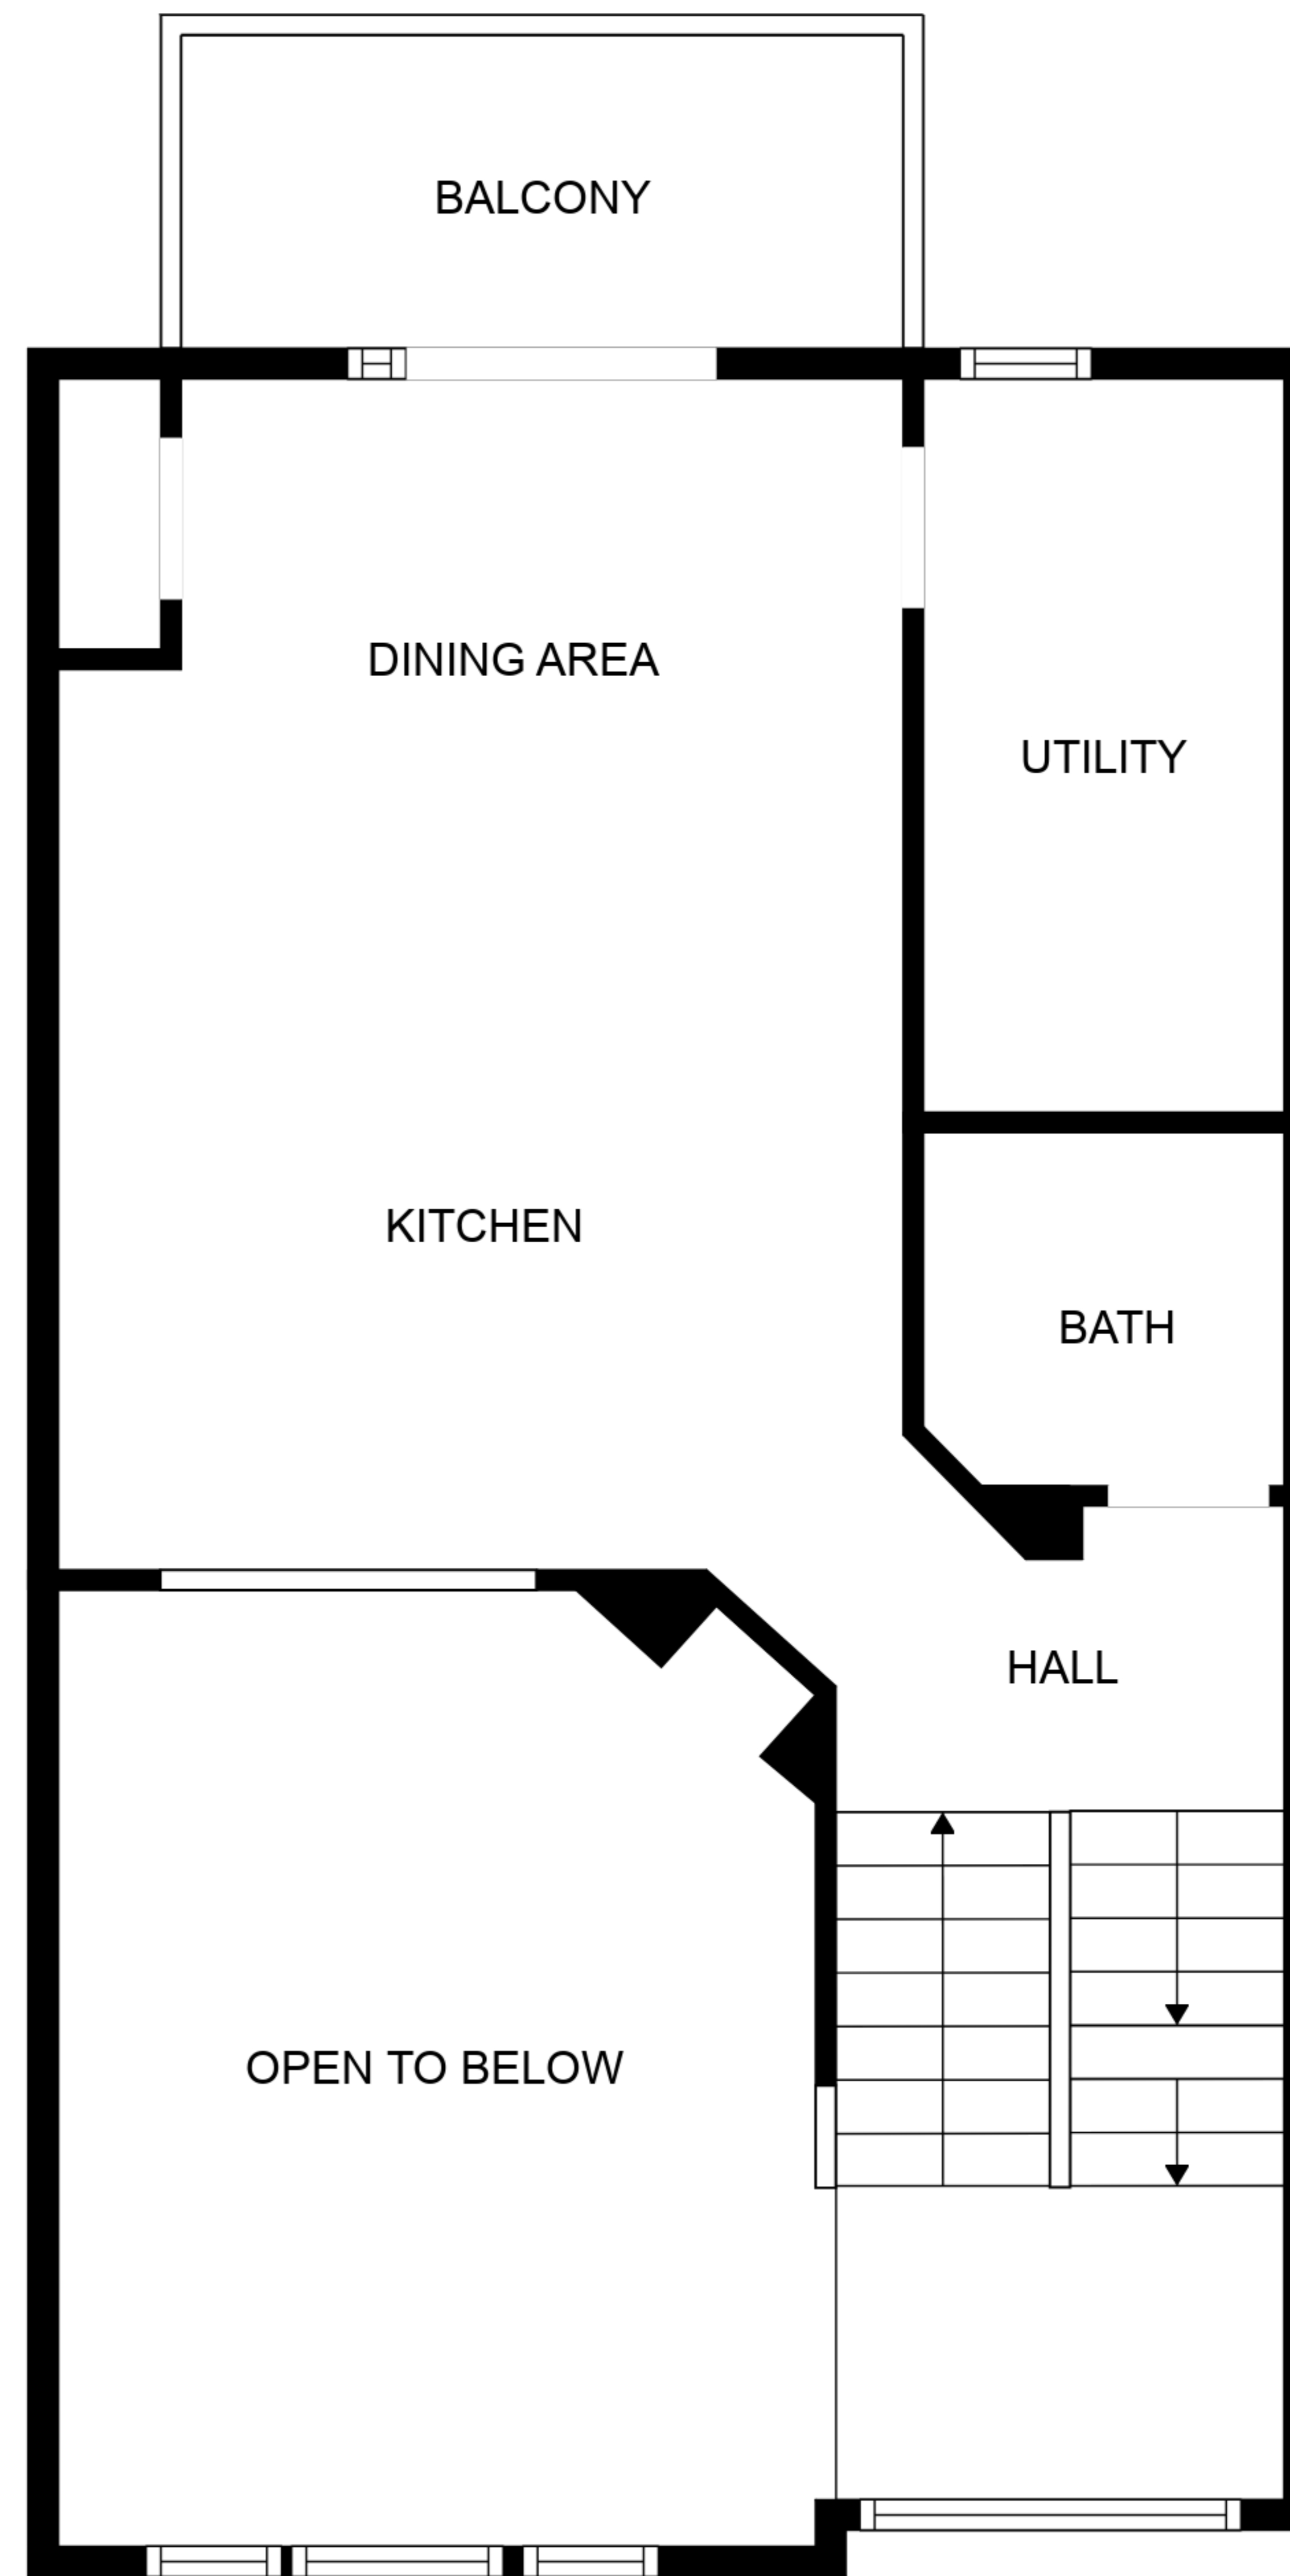 BALCONY
DINING AREA
UTILITY
KITCHEN
BATH
HALL
OPEN TO BELOW